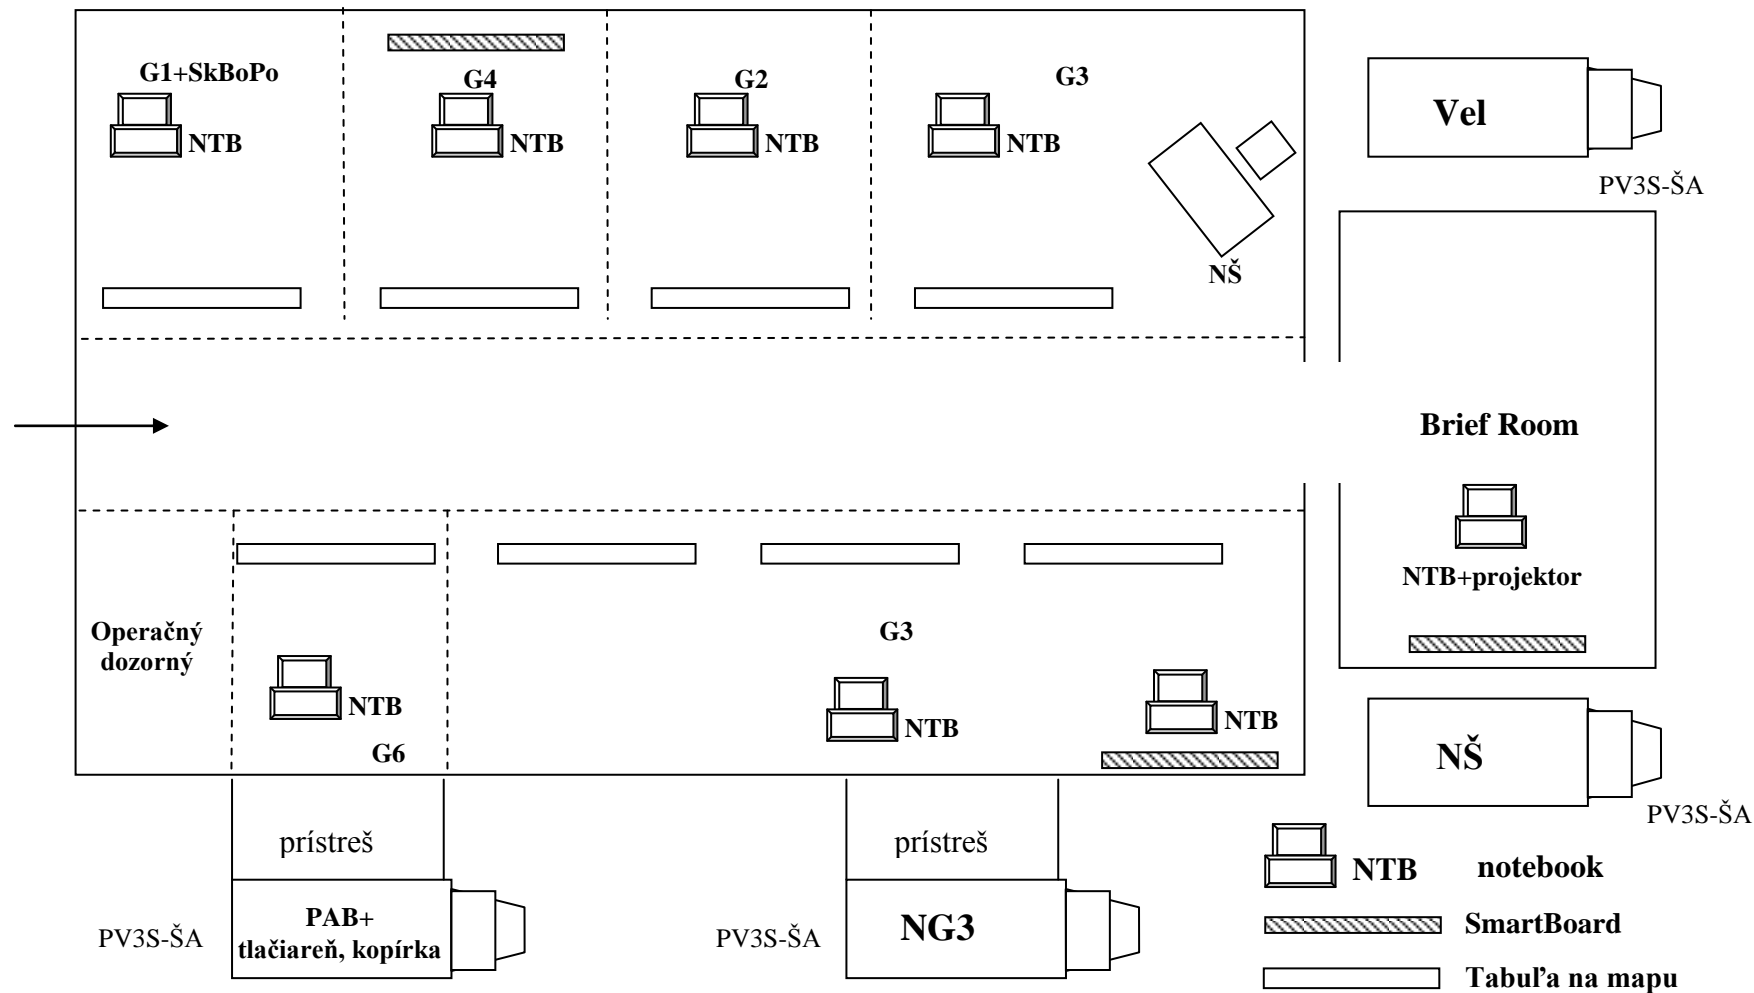 G1+SkBoPo
G4
G2
G3
NTB
NTB
NTB
NTB
NŠ
Vel
PV3S-ŠA
Brief Room
NTB+projektor
Operačný
dozorný
NTB
G6
G3
NTB
NTB
NŠ
PV3S-ŠA
prístreš
prístreš
PV3S-ŠA
PAB+
tlačiareň, kopírka
PV3S-ŠA
NG3
NTB notebook
SmartBoard
Tabuľa na mapu